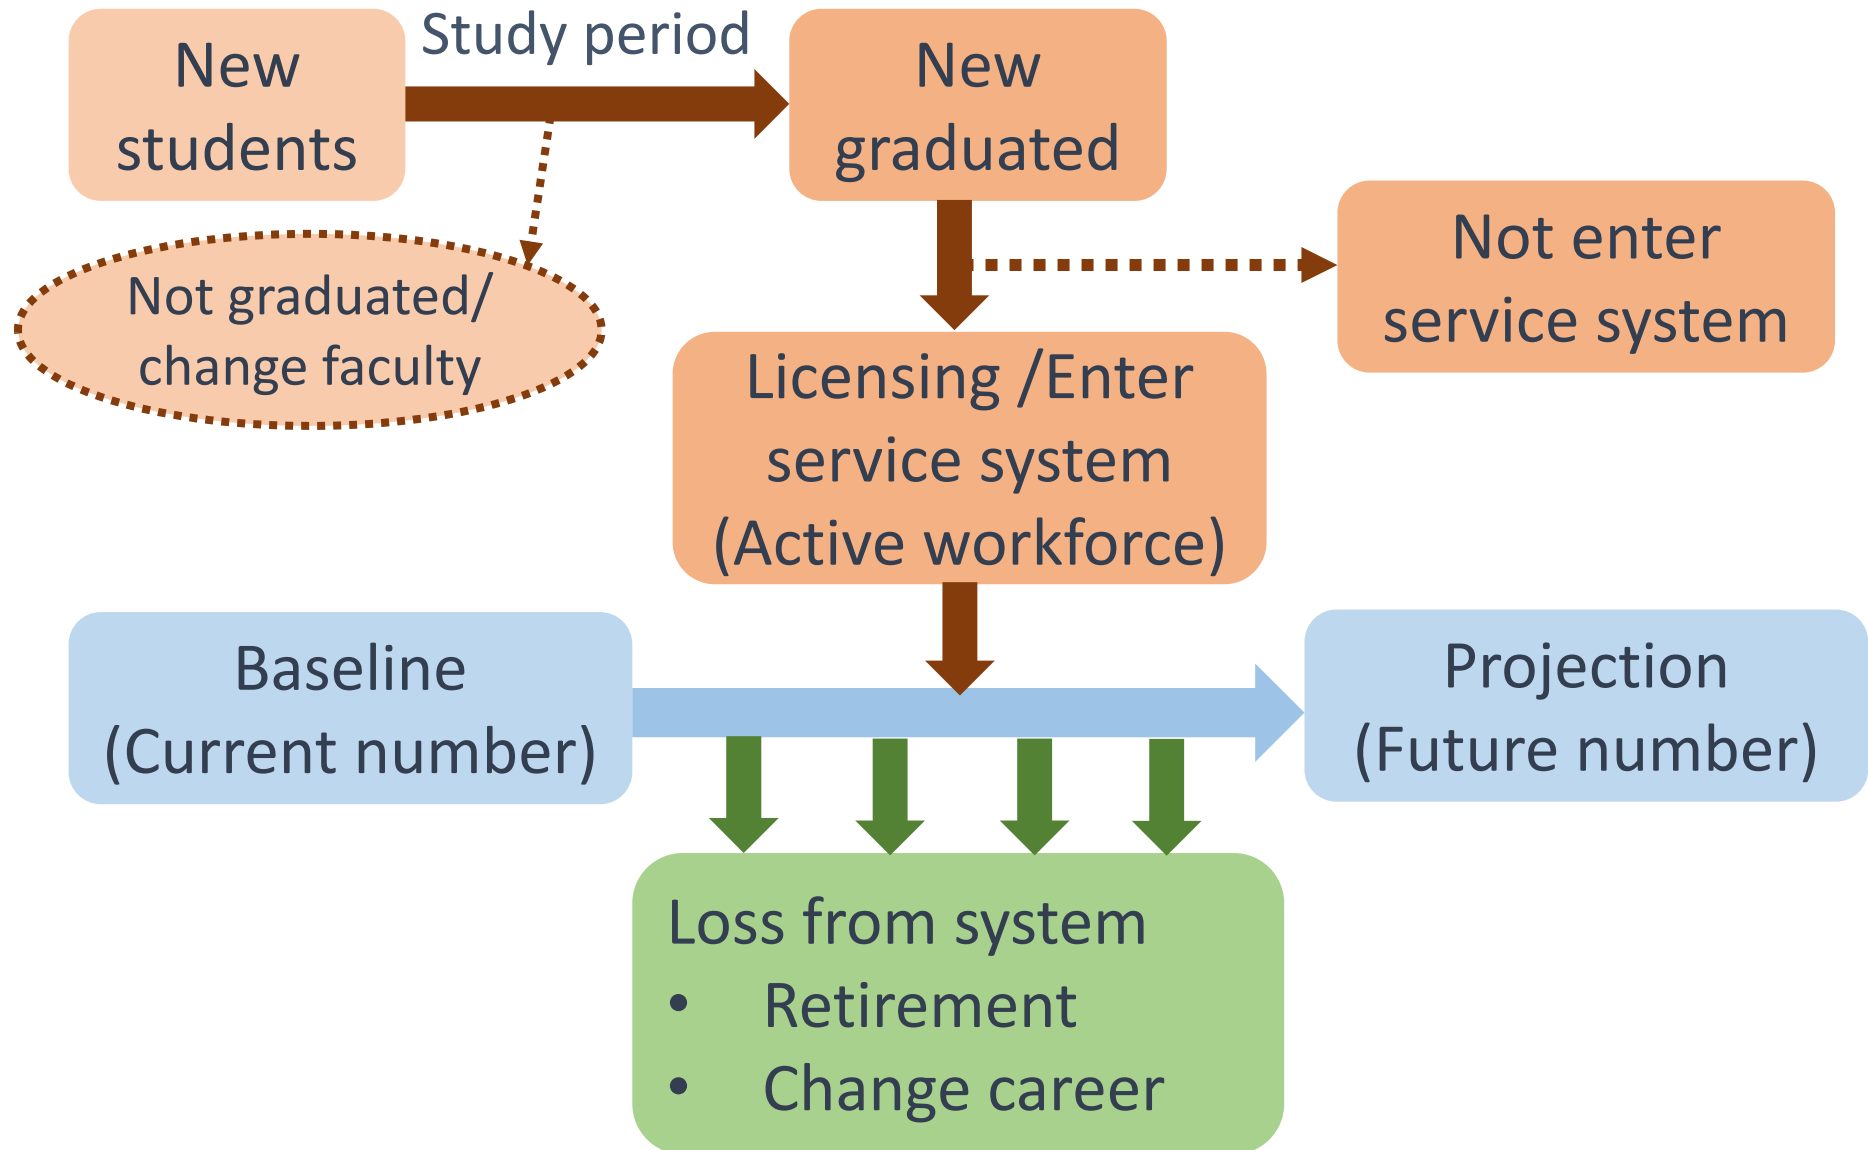 New
students
Study period
New
graduated
Not graduated/
change faculty
Not enter
service system
Licensing /Enter
service system
(Active workforce)
Baseline
(Current number)
Projection
(Future number)
Loss from system
• Retirement
• Change career